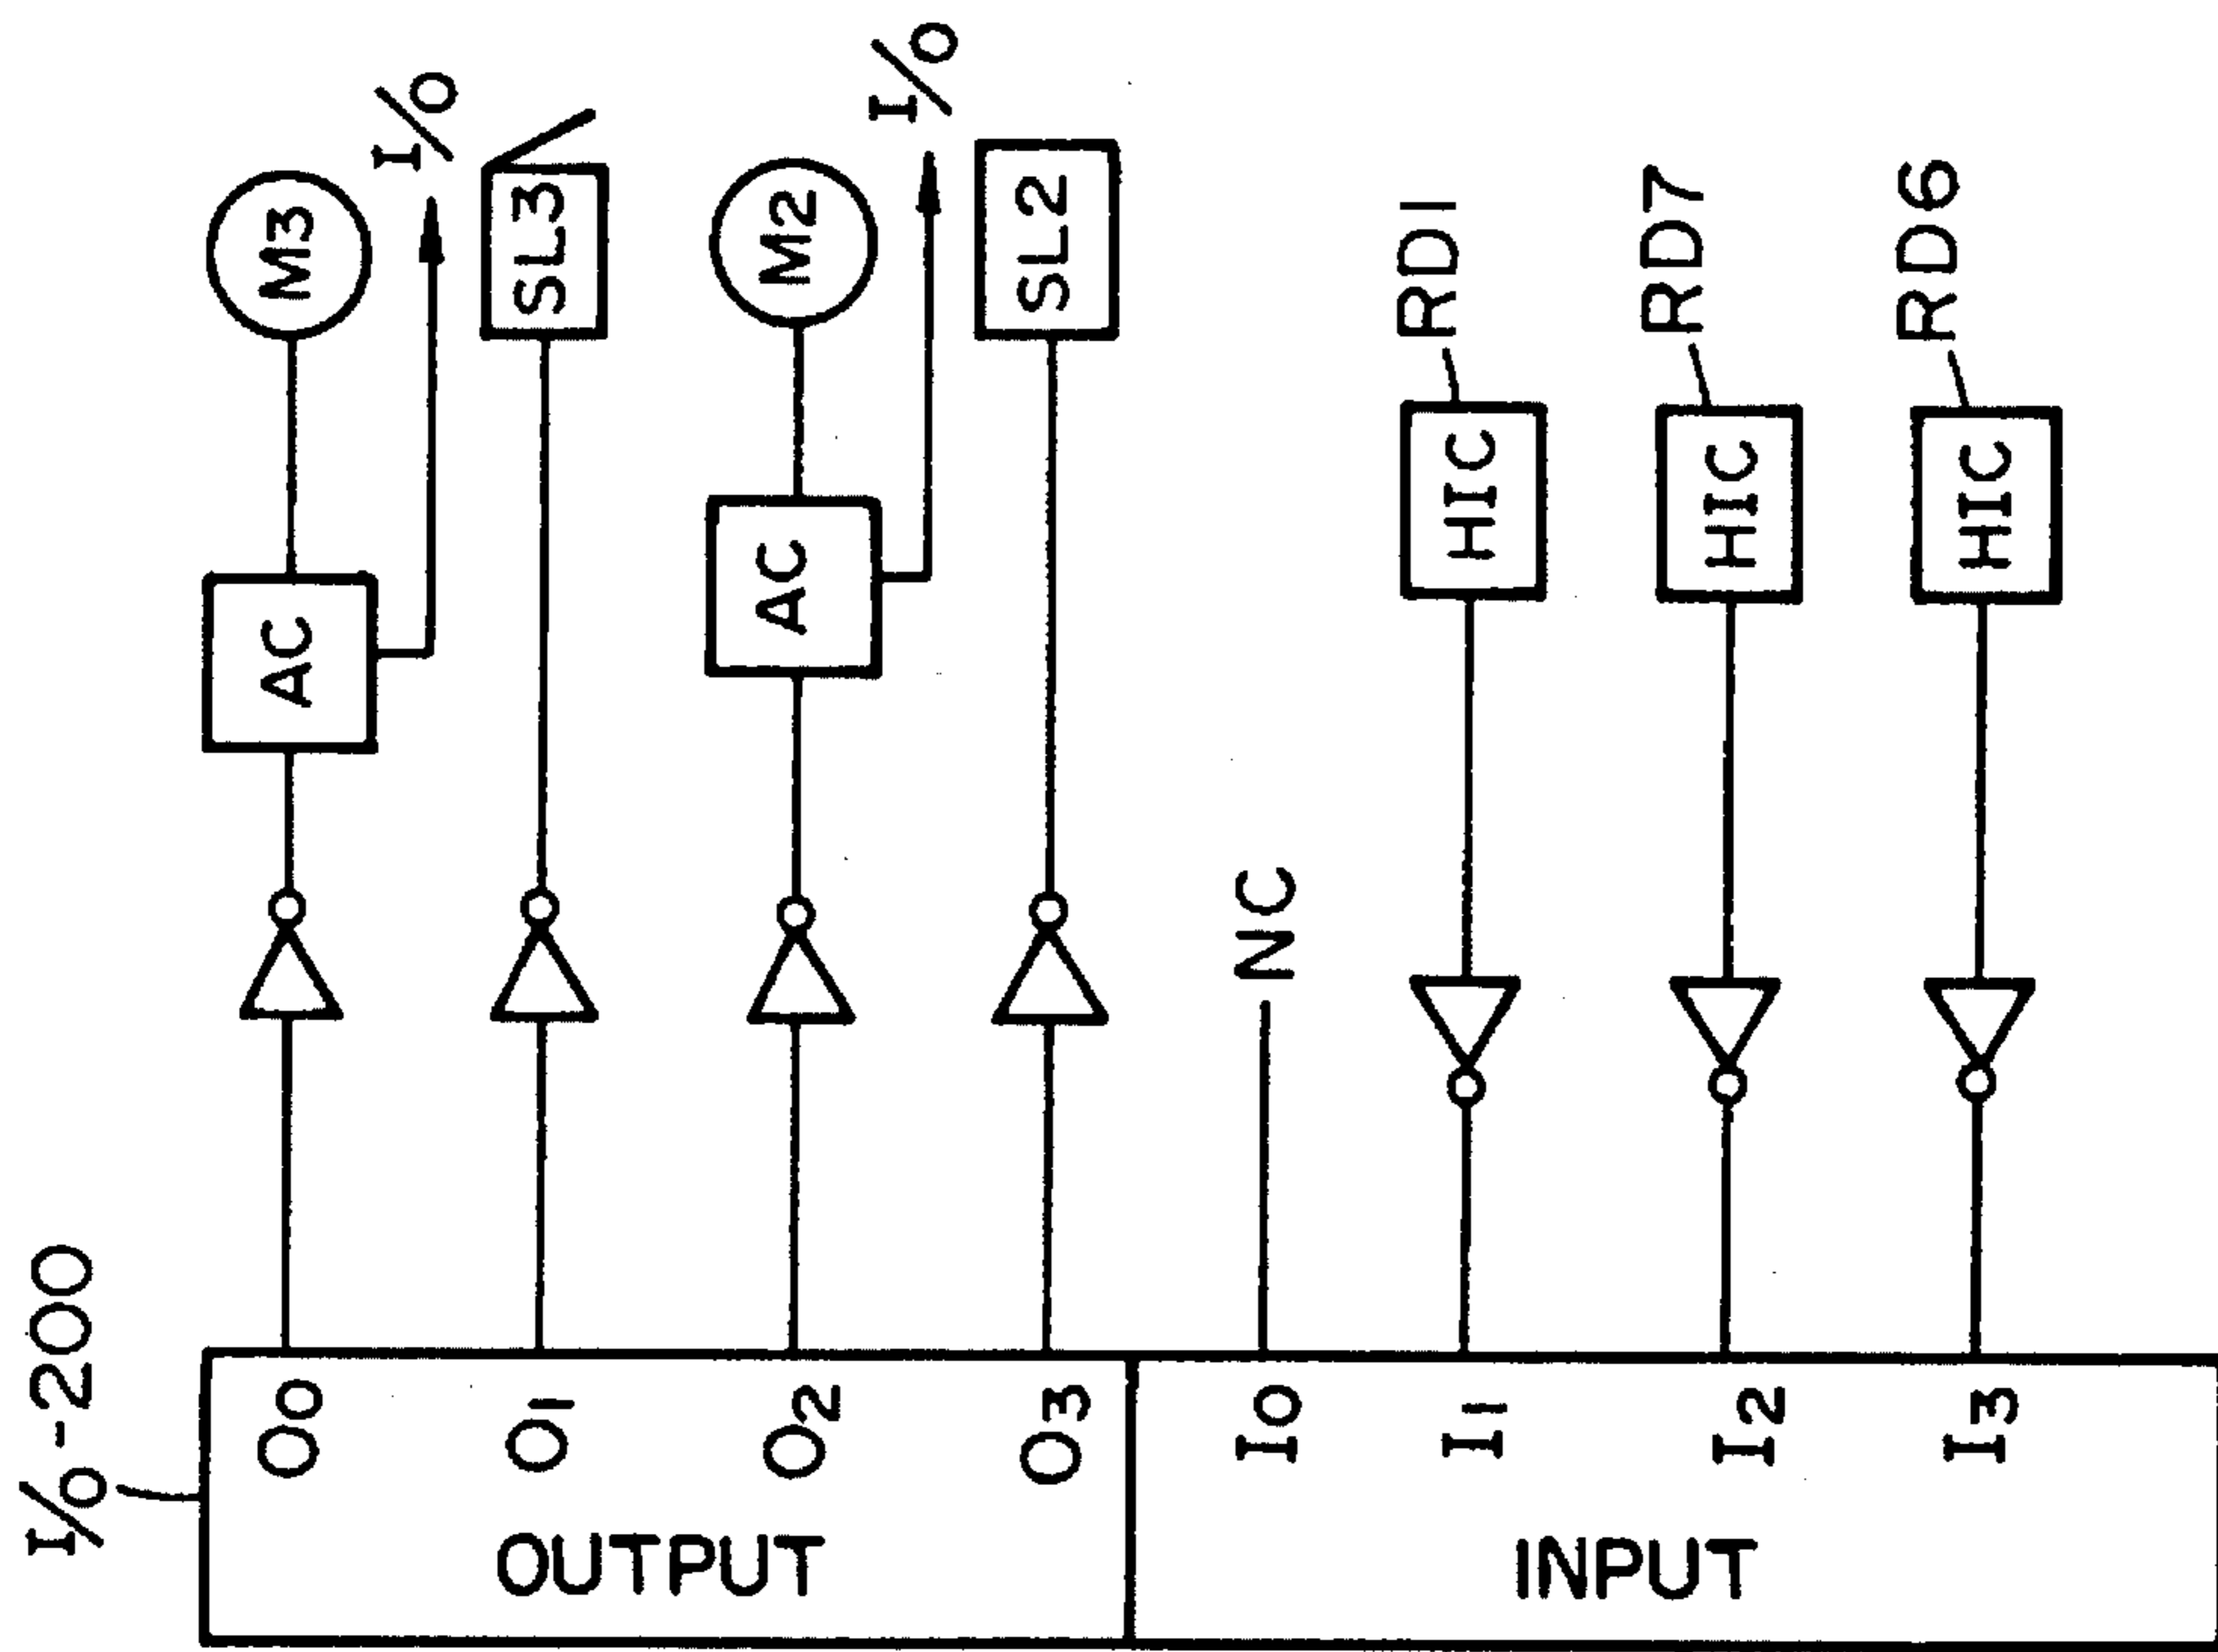 I/O-200
O0
AC
M3
I/O
O1
SL3
O2
AC
M2
I/O
O3
SL2
OUTPUT
I0
NC
I1
HIC
RD1
I2
HIC
RD7
I3
HIC
RD6
INPUT